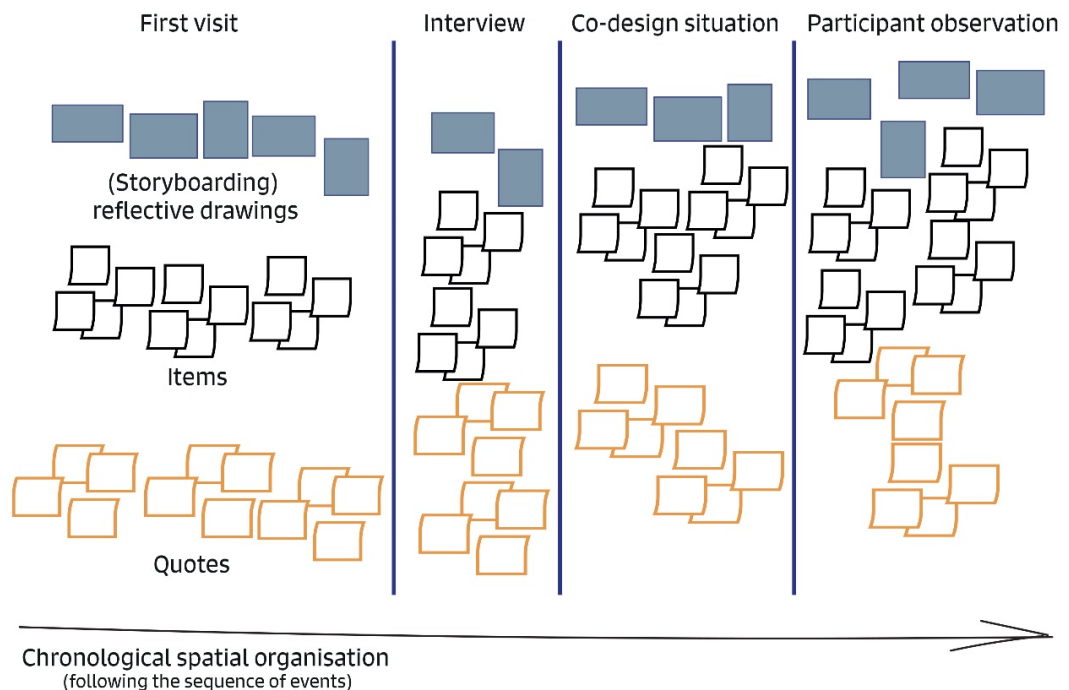 First visit
Interview
Co-design situation
Participant observation
(Storyboarding)
reflective drawings
Items
Quotes
Chronological spatial organisation
(following the sequence of events)